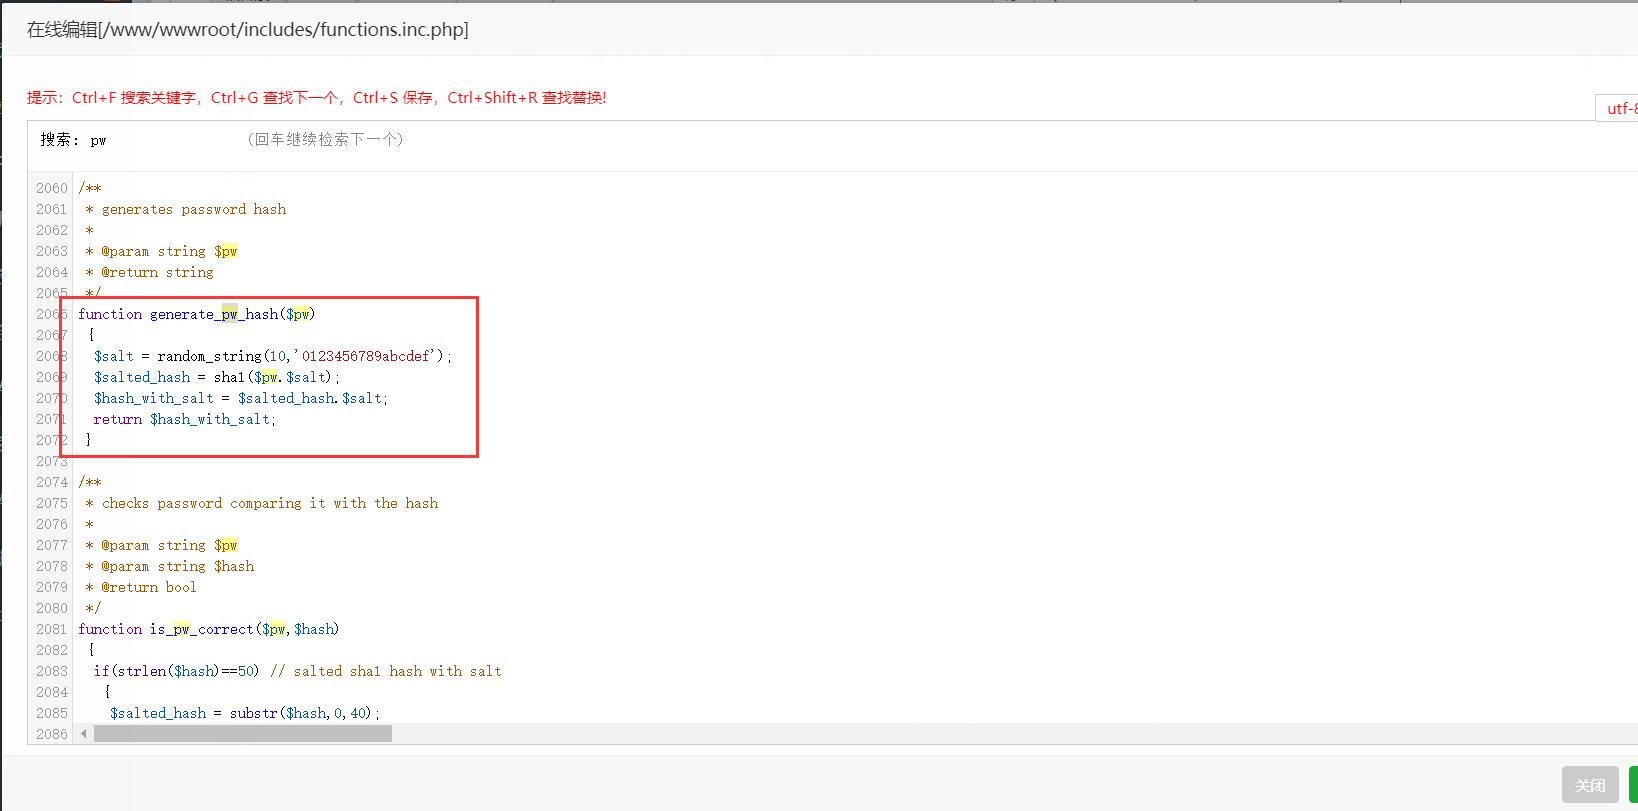 在线编辑[/www/wwwroot/includes/functions.inc.php]
提示：Ctrl+F 搜索关键字，Ctrl+G 查找下一个，Ctrl+S 保存，Ctrl+Shift+R 查找替换!
utf-8
搜索: pw (回车继续检索下一个)
2060 /**
2061 * generates password hash
2062 *
2063 * @param string $pw
2064 * @return string
2065 */
2066 function generate_pw_hash($pw)
2067 {
2068 $salt = random_string(10,'0123456789abcdef');
2069 $salted_hash = sha1($pw.$salt);
2070 $hash_with_salt = $salted_hash.$salt;
2071 return $hash_with_salt;
2072 }
2073
2074 /**
2075 * checks password comparing it with the hash
2076 *
2077 * @param string $pw
2078 * @param string $hash
2079 * @return bool
2080 */
2081 function is_pw_correct($pw,$hash)
2082 {
2083 if(strlen($hash)==50) // salted sha1 hash with salt
2084 {
2085 $salted_hash = substr($hash,0,40);
2086
关闭